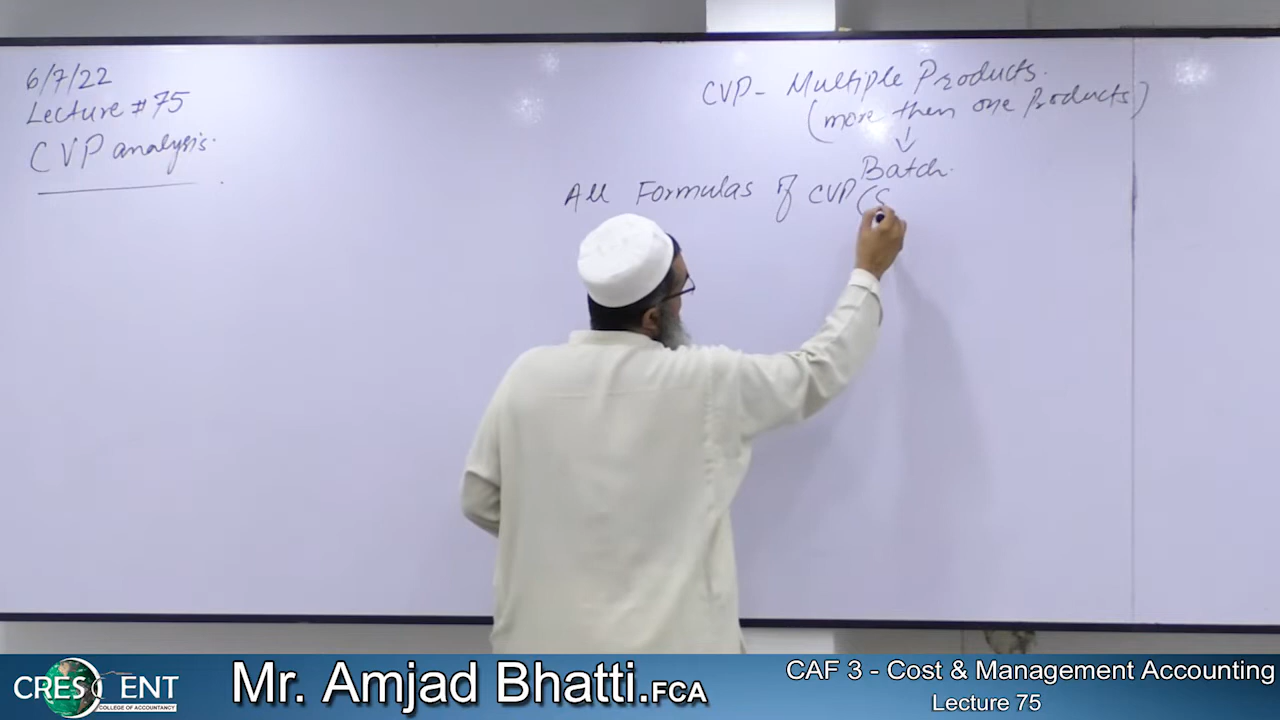 6/7/22
Lecture #75
CVP analysis.
CVP - Multiple Products.
(more then one Products)
Batch.
All Formulas of CVP (S
CRESCENT
COLLEGE OF ACCOUNTANCY
Mr. Amjad Bhatti.FCA
CAF 3 - Cost & Management Accounting
Lecture 75